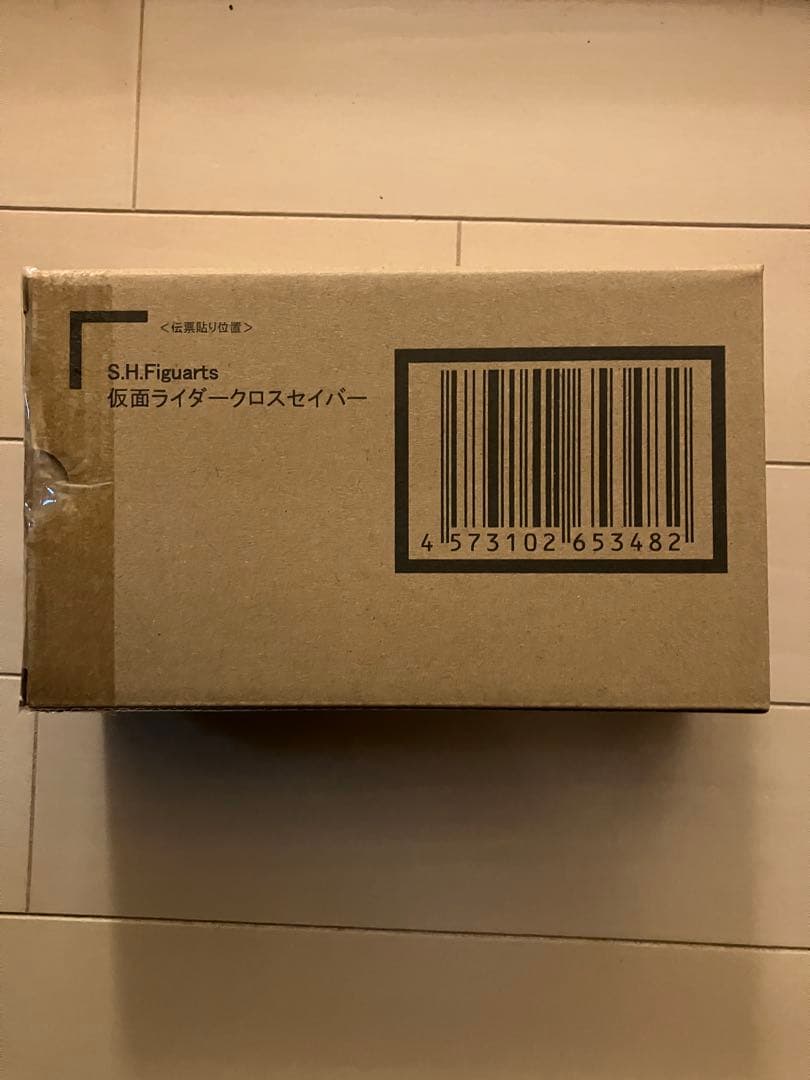 ＜伝票貼り位置＞
S.H.Figuarts
仮面ライダークロスセイバー
4 573102 653482